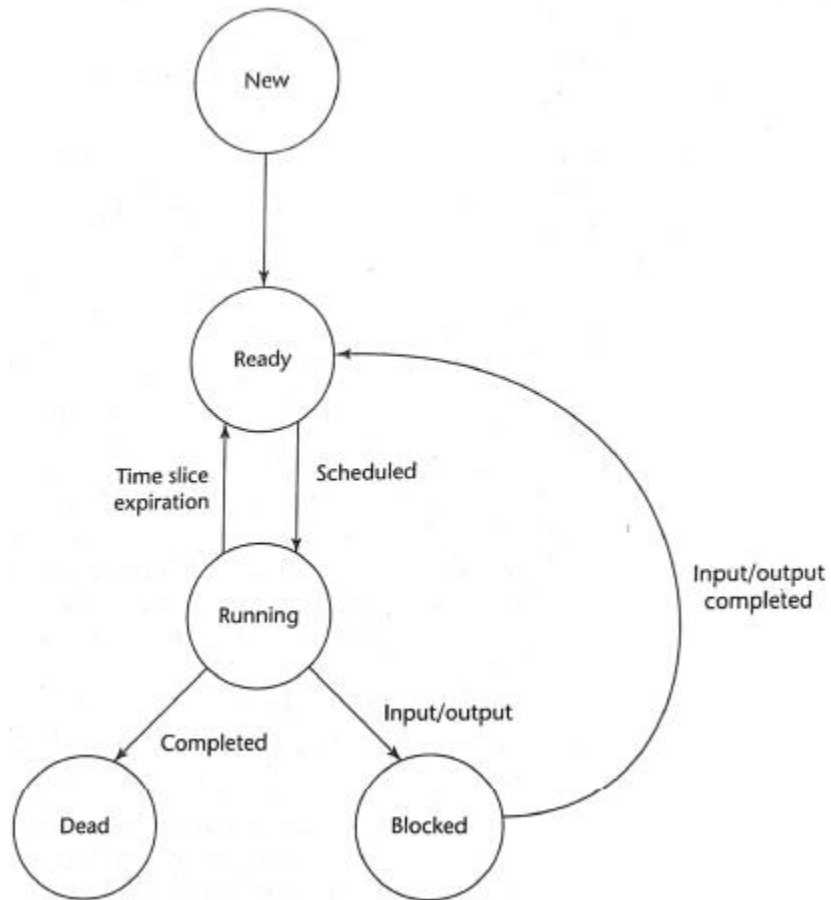 New
Ready
Time slice
expiration
Scheduled
Running
Input/output
completed
Input/output
Completed
Dead
Blocked